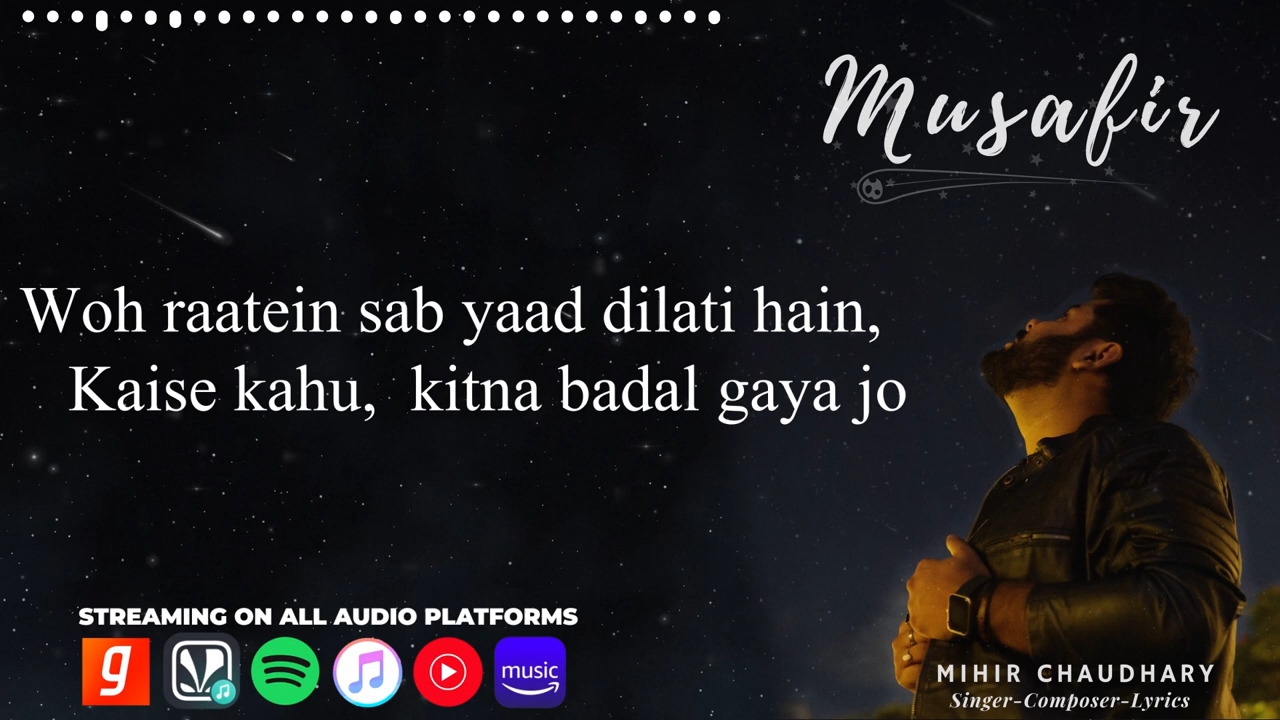 Musafir
Woh raatein sab yaad dilati hain,
Kaise kahu, kitna badal gaya jo
STREAMING ON ALL AUDIO PLATFORMS
g
music
MIHIR CHAUDHARY
Singer-Composer-Lyrics